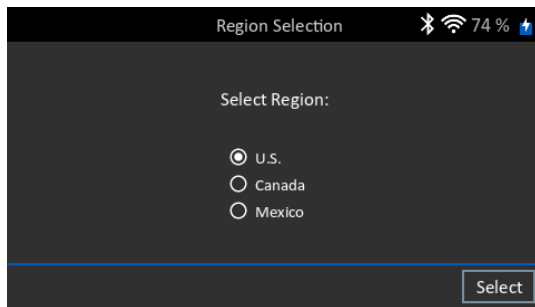 Region Selection
74 %
Select Region:
U.S.
Canada
Mexico
Select